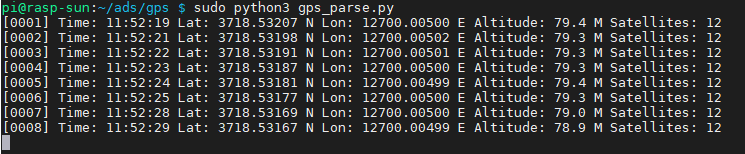 pi@rasp-sun:~/ads/gps $ sudo python3 gps_parse.py
[0001] Time: 11:52:19 Lat: 3718.53207 N Lon: 12700.00500 E Altitude: 79.4 M Satellites: 12
[0002] Time: 11:52:21 Lat: 3718.53198 N Lon: 12700.00502 E Altitude: 79.3 M Satellites: 12
[0003] Time: 11:52:22 Lat: 3718.53191 N Lon: 12700.00501 E Altitude: 79.3 M Satellites: 12
[0004] Time: 11:52:23 Lat: 3718.53187 N Lon: 12700.00500 E Altitude: 79.3 M Satellites: 12
[0005] Time: 11:52:24 Lat: 3718.53181 N Lon: 12700.00499 E Altitude: 79.4 M Satellites: 12
[0006] Time: 11:52:25 Lat: 3718.53177 N Lon: 12700.00500 E Altitude: 79.3 M Satellites: 12
[0007] Time: 11:52:28 Lat: 3718.53169 N Lon: 12700.00500 E Altitude: 79.0 M Satellites: 12
[0008] Time: 11:52:29 Lat: 3718.53167 N Lon: 12700.00499 E Altitude: 78.9 M Satellites: 12